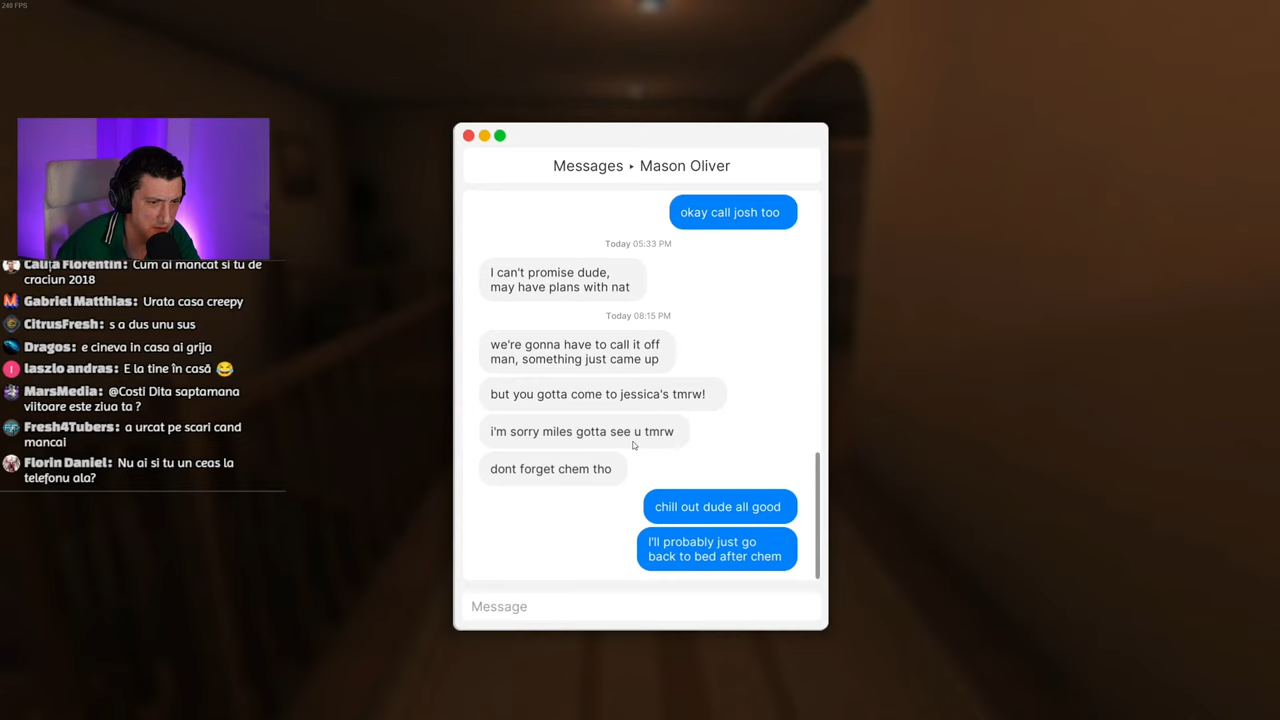 240 FPS
Messages ▸ Mason Oliver
okay call josh too
Today 05:33 PM
I can't promise dude,
may have plans with nat
Today 08:15 PM
we're gonna have to call it off
man, something just came up
but you gotta come to jessica's tmrw!
i'm sorry miles gotta see u tmrw
dont forget chem tho
chill out dude all good
I'll probably just go
back to bed after chem
Message
Calița Florentin: Cum ai mancat si tu de
craciun 2018
Gabriel Matthias: Urata casa creepy
CitrusFresh: s a dus unu sus
Dragos: e cineva in casa ai grija
laszlo andras: E la tine în casă 😂
MarsMedia: @Costi Dita saptamana
viitoare este ziua ta ?
Fresh4Tubers: a urcat pe scari cand
mancai
Florin Daniel: Nu ai si tu un ceas la
telefonu ala?